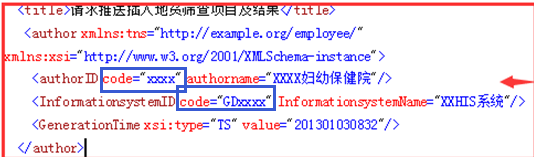 <title>请求推送插入地贫筛查项目及结果</title>
<author xmlns:tns="http://example.org/employee/"
xmlns:xsi="http://www.w3.org/2001/XMLSchema-instance">
<authorID code="xxxx" authorname="XXXX妇幼保健院"/>
<InformationsystemID code="GDxxxx" InformationsystemName="XXHIS系统"/>
<GenerationTime xsi:type="TS" value="201301030832"/>
</author>